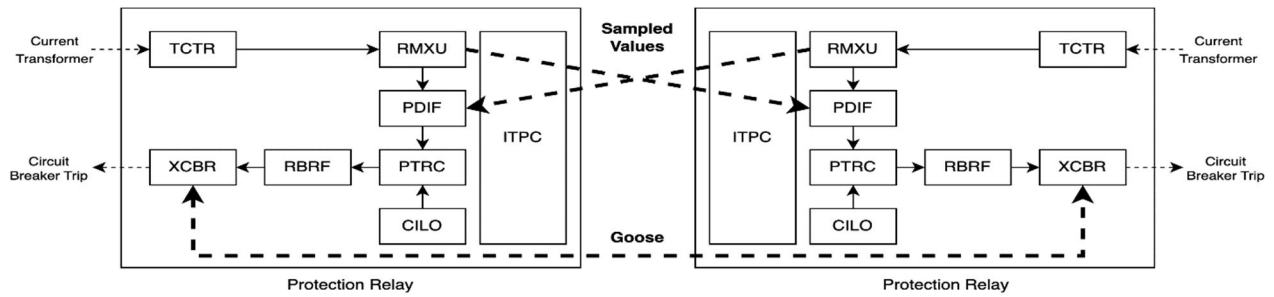 Current
Transformer
TCTR
RMXU
ITPC
PDIF
XCBR
RBRF
PTRC
CILO
Circuit
Breaker Trip
Protection Relay
Sampled
Values
Goose
ITPC
RMXU
TCTR
Current
Transformer
PDIF
PTRC
RBRF
XCBR
CILO
Circuit
Breaker Trip
Protection Relay